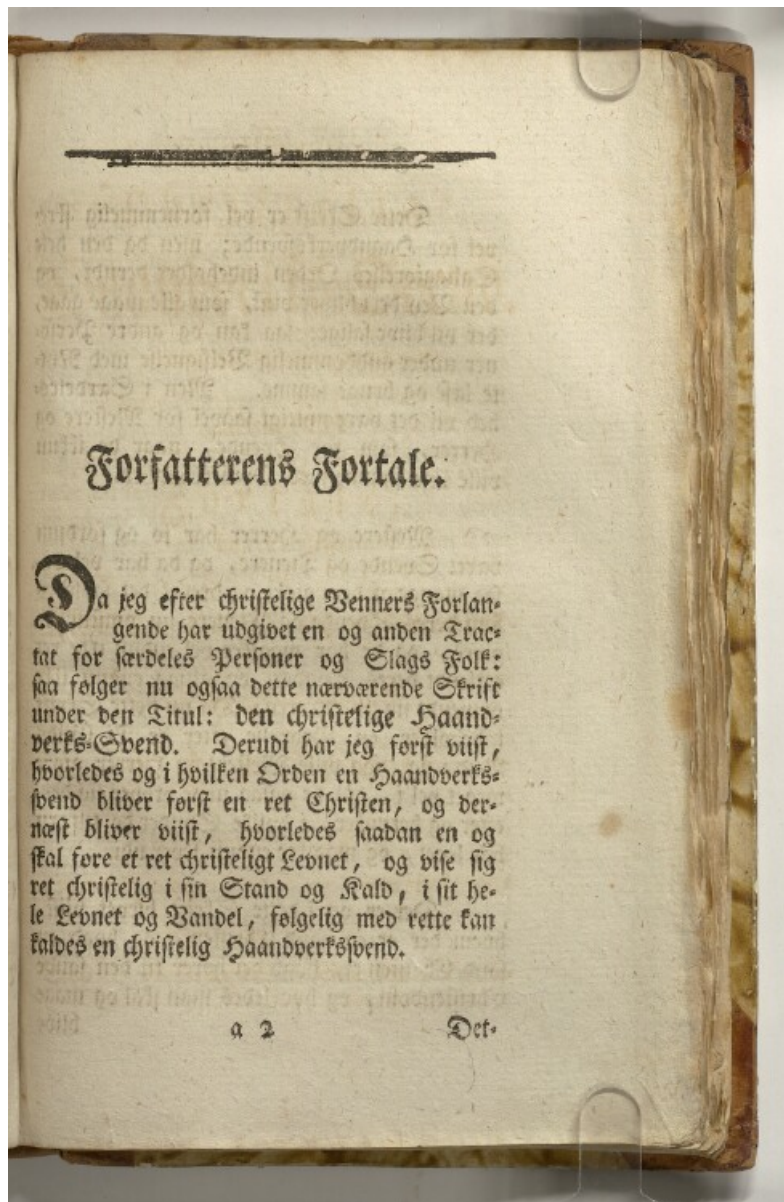 Forfatterens Fortale.
Da jeg efter christelige Venners Forlan-
gende har udgivet en og anden Trac-
tat for særdeles Personer og Slags Folk:
saa følger nu ogsaa dette nærværende Skrift
under den Titul: den christelige Haand-
verks-Svend. Derudi har jeg først viist,
hvorledes og i hvilken Orden en Haandverks-
svend bliver først en ret Christen, og der-
næst bliver viist, hvorledes saadan en og
skal føre et ret christeligt Levnet, og vise sig
ret christelig i sin Stand og Kald, i sit he-
le Levnet og Vandel, følgelig med rette kan
kaldes en christelig Haandverkssvend.
a 2 Det-